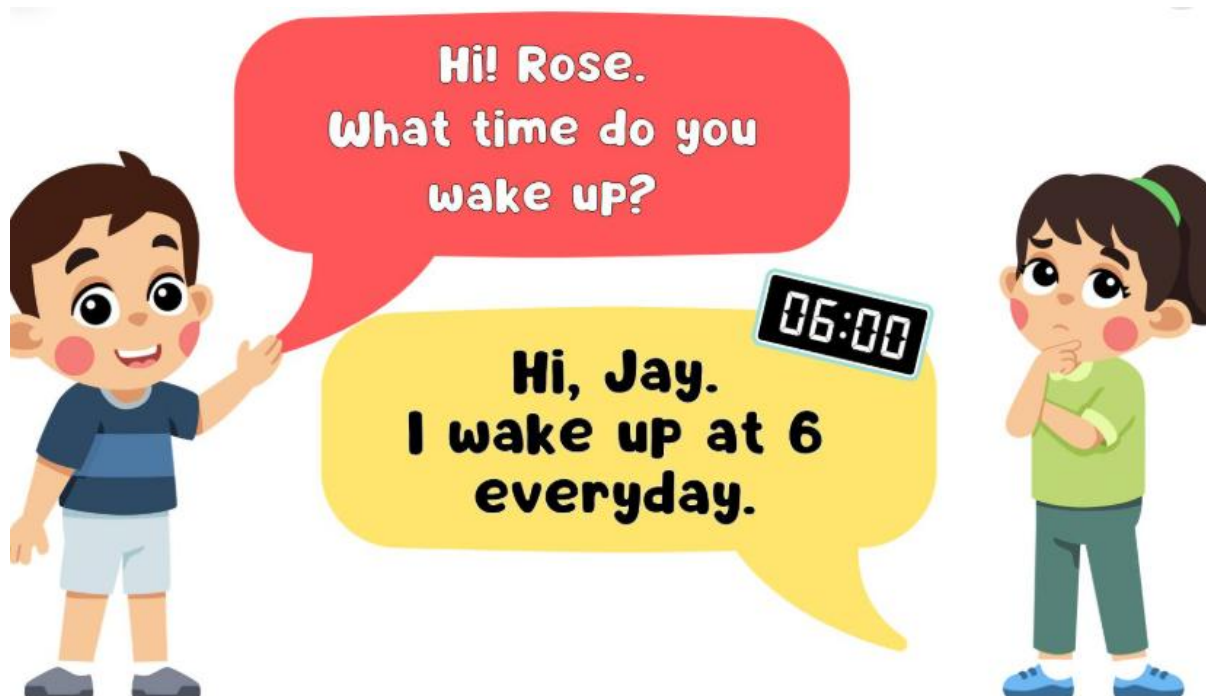 Hi! Rose.
What time do you
wake up?
06:00
Hi, Jay.
I wake up at 6
everyday.